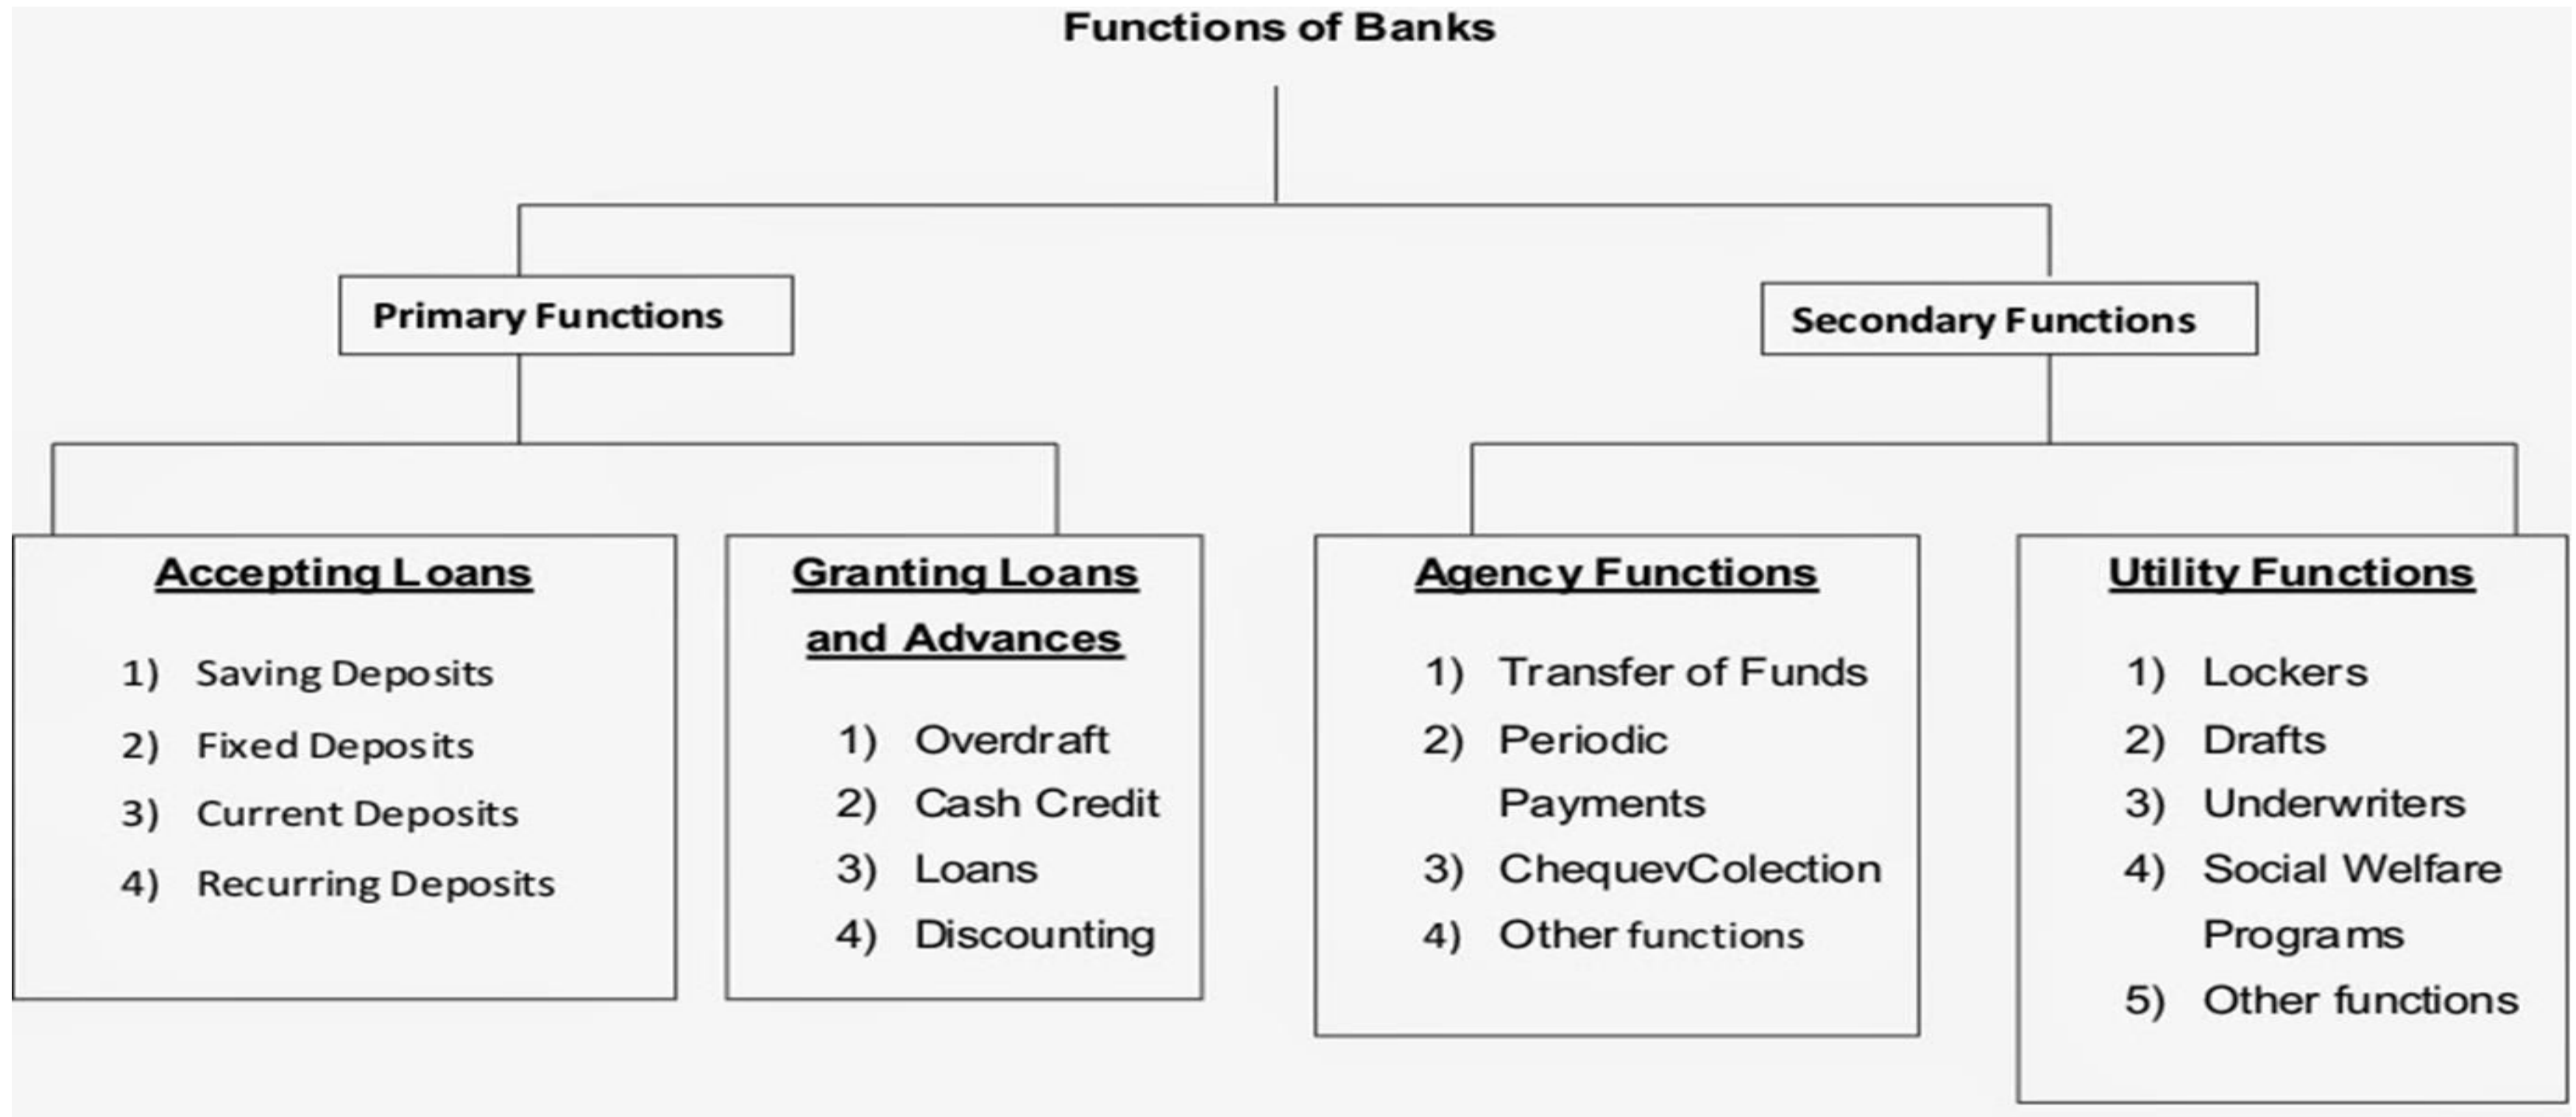 Functions of Banks
Primary Functions
Secondary Functions
Accepting Loans
1) Saving Deposits
2) Fixed Deposits
3) Current Deposits
4) Recurring Deposits
Granting Loans
and Advances
1) Overdraft
2) Cash Credit
3) Loans
4) Discounting
Agency Functions
1) Transfer of Funds
2) Periodic
Payments
3) ChequevColection
4) Other functions
Utility Functions
1) Lockers
2) Drafts
3) Underwriters
4) Social Welfare
Programs
5) Other functions